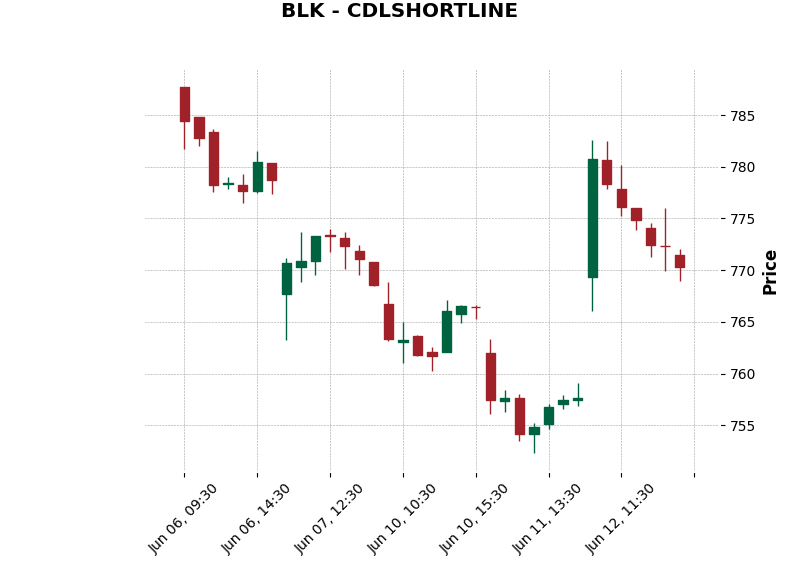 BLK - CDLSHORTLINE
785
780
775
770
765
760
755
Price
Jun 06, 09:30
Jun 06, 14:30
Jun 07, 12:30
Jun 10, 10:30
Jun 10, 15:30
Jun 11, 13:30
Jun 12, 11:30